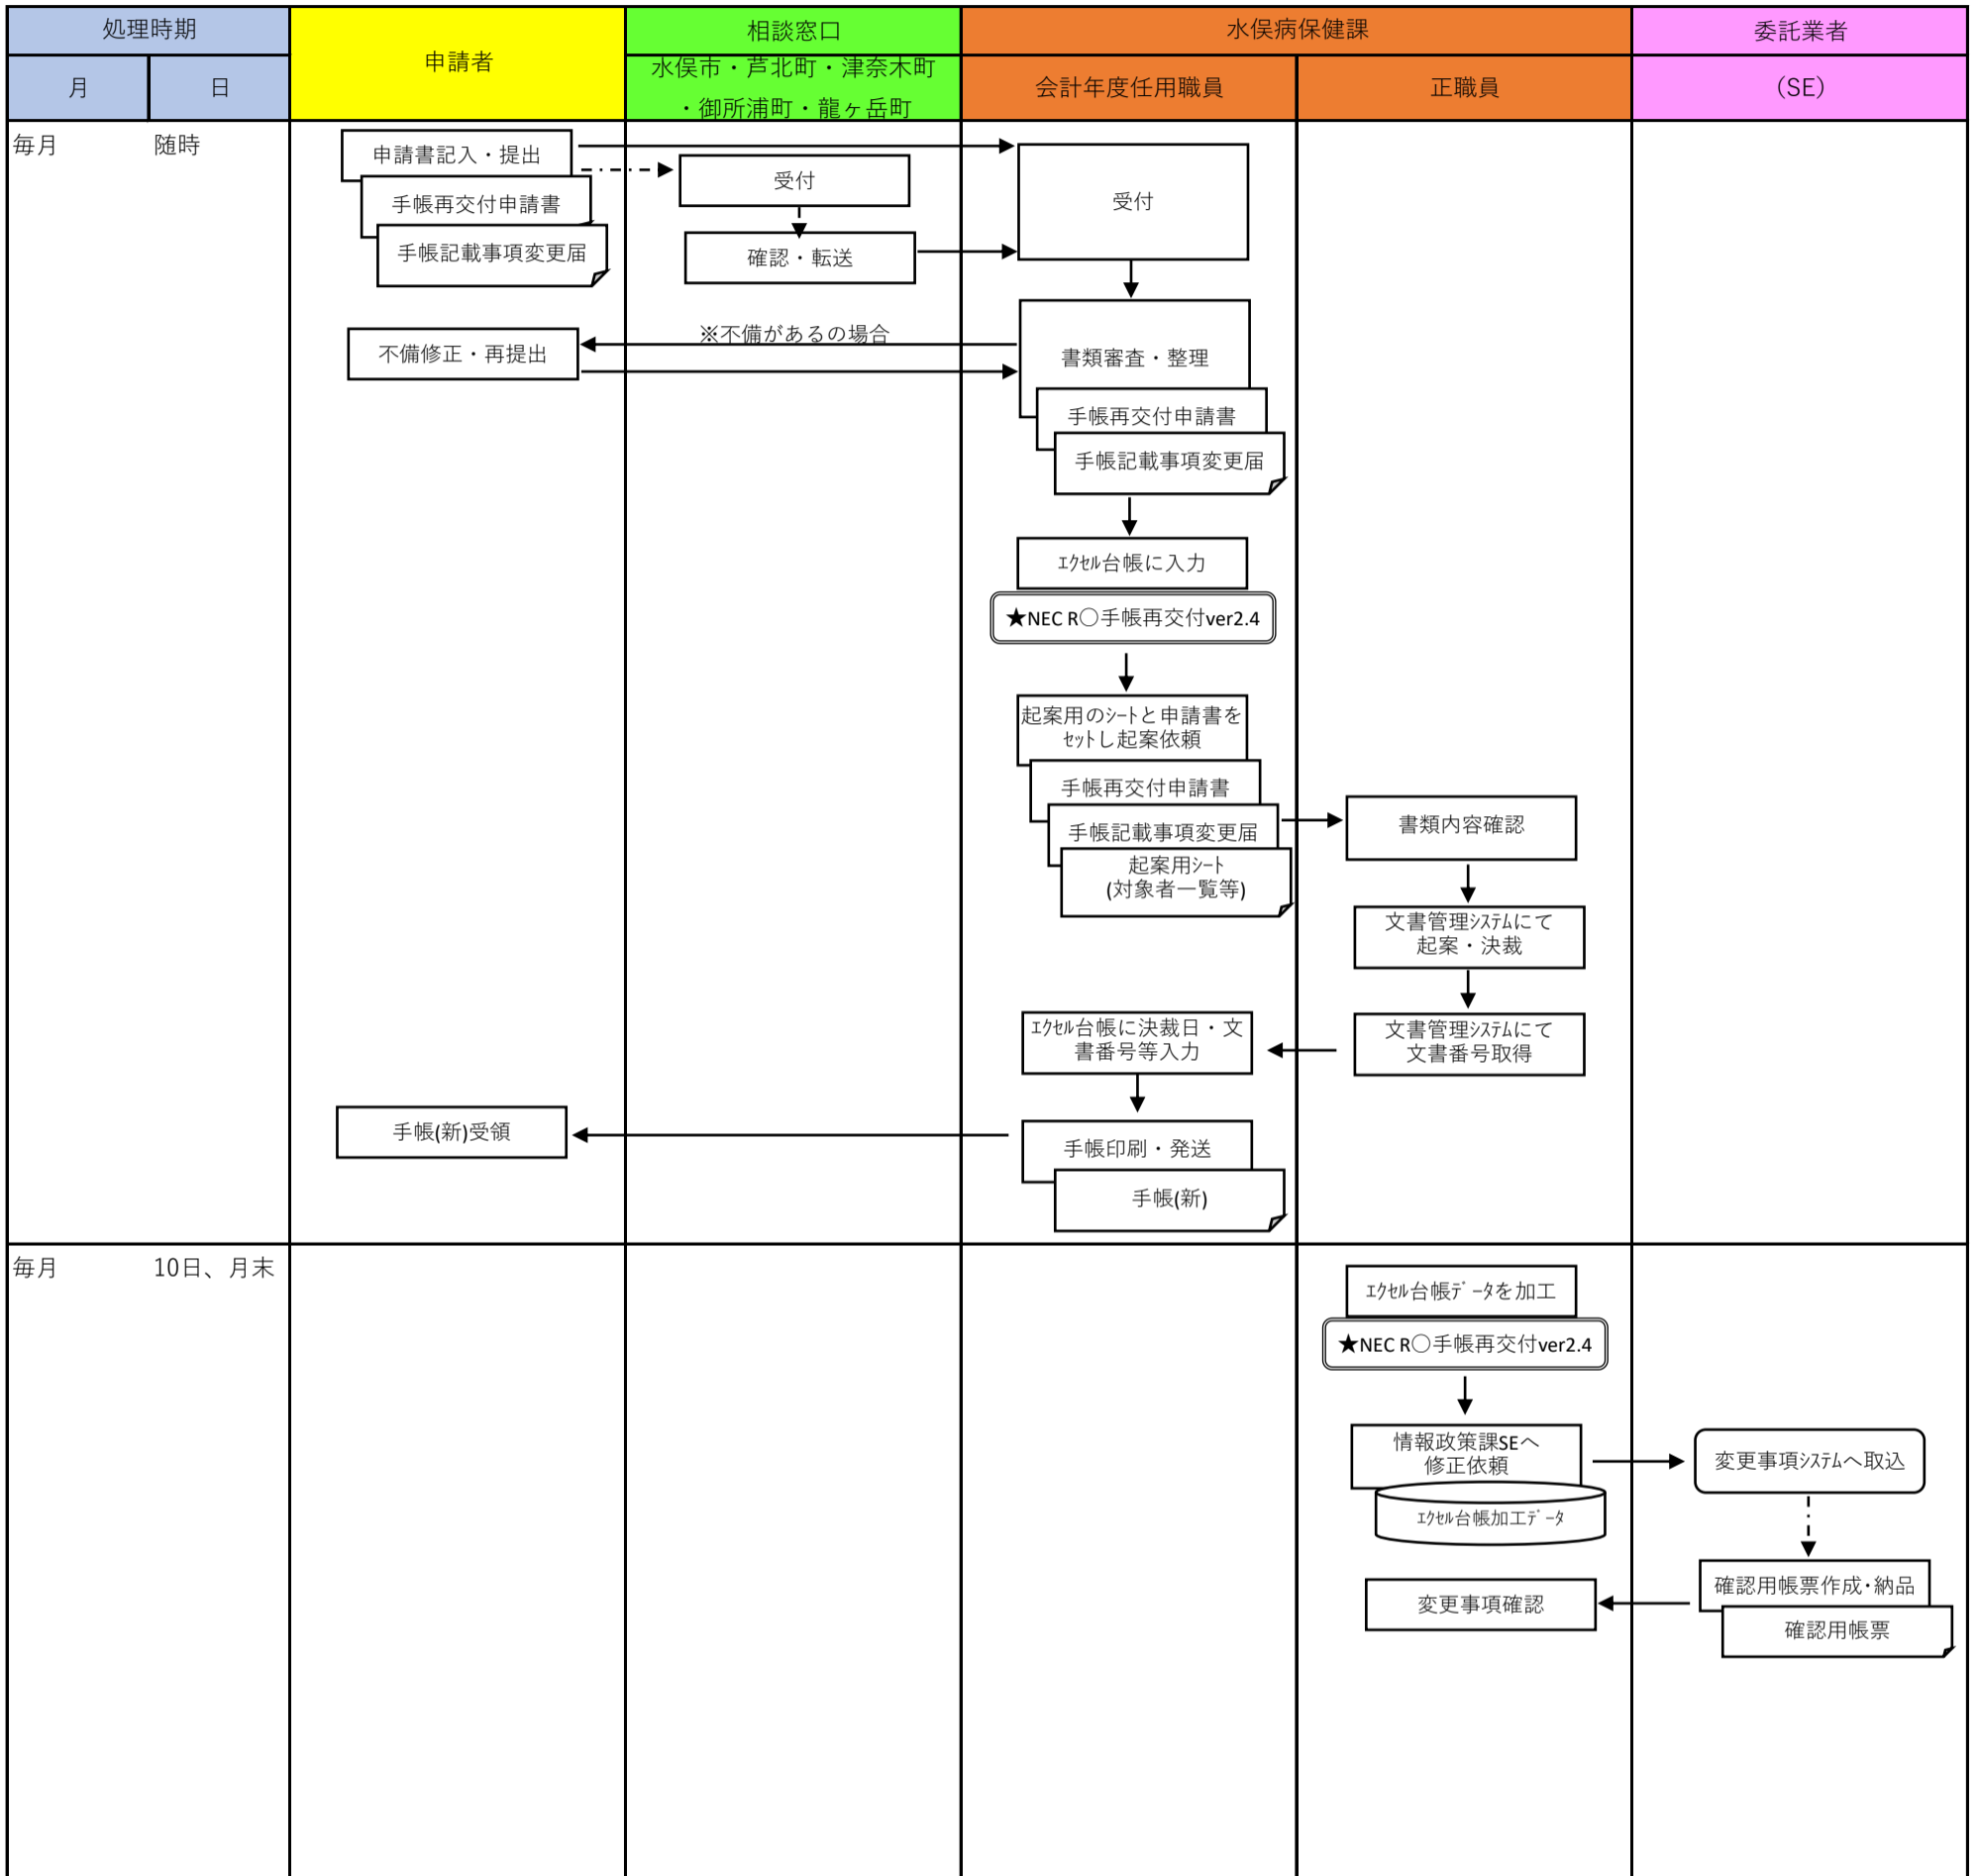 処理時期
申請者
相談窓口
水俣病保健課
委託業者
月
日
水俣市・芦北町・津奈木町
・御所浦町・龍ヶ岳町
会計年度任用職員
正職員
（SE）
毎月
随時
申請書記入・提出
手帳再交付申請書
手帳記載事項変更届
受付
確認・転送
受付
※不備があるの場合
不備修正・再提出
書類審査・整理
手帳再交付申請書
手帳記載事項変更届
ｴｸｾﾙ台帳に入力
★NEC R○手帳再交付ver2.4
起案用のｼｰﾄと申請書を
ｾｯﾄし起案依頼
手帳再交付申請書
手帳記載事項変更届
起案用ｼｰﾄ
(対象者一覧等)
書類内容確認
文書管理ｼｽﾃﾑにて
起案・決裁
文書管理ｼｽﾃﾑにて
文書番号取得
ｴｸｾﾙ台帳に決裁日・文
書番号等入力
手帳印刷・発送
手帳(新)
手帳(新)受領
毎月
10日、月末
ｴｸｾﾙ台帳ﾃﾞｰﾀを加工
★NEC R○手帳再交付ver2.4
情報政策課SEへ
修正依頼
ｴｸｾﾙ台帳加工ﾃﾞｰﾀ
変更事項ｼｽﾃﾑへ取込
確認用帳票作成･納品
確認用帳票
変更事項確認